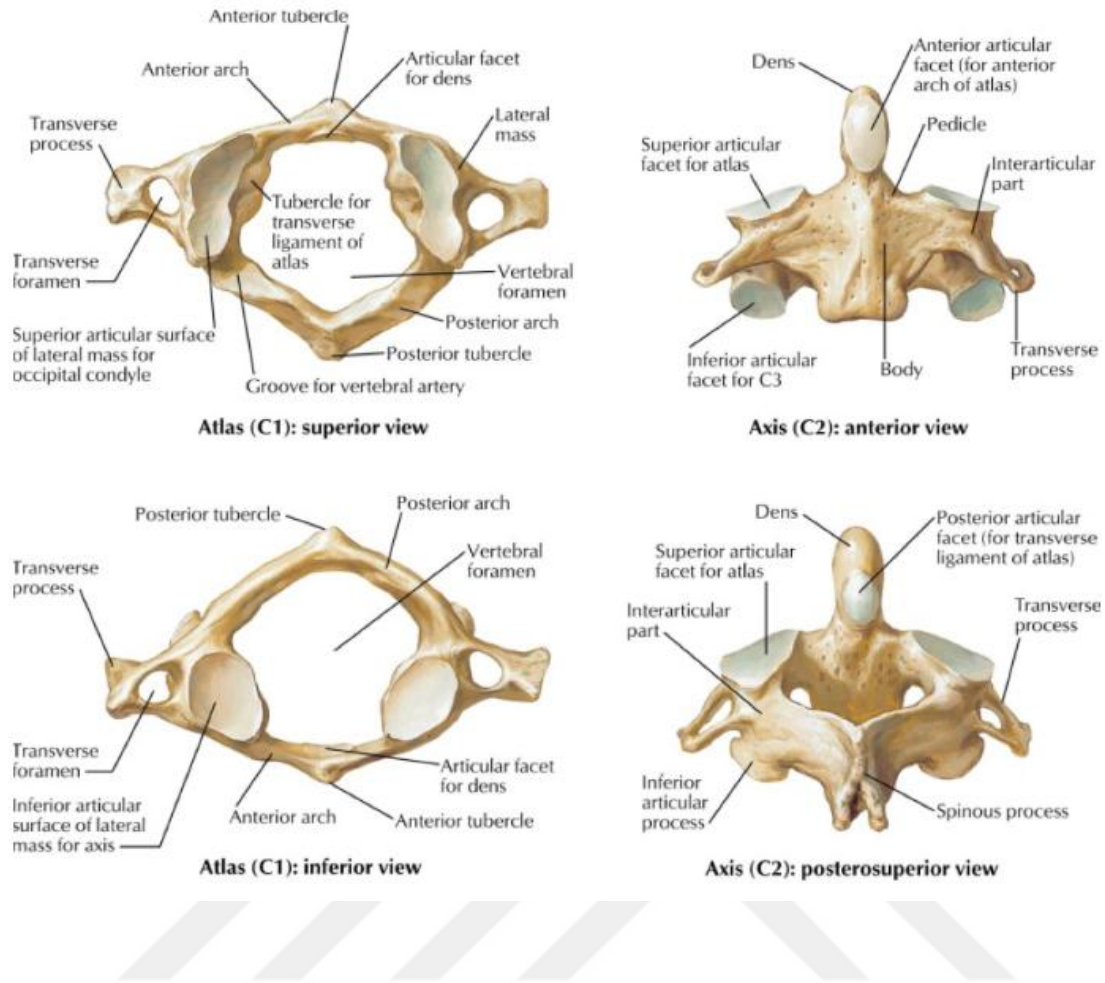 Anterior tubercle
Anterior arch
Articular facet
for dens
Transverse
process
Lateral
mass
Tubercle for
transverse
ligament of
atlas
Transverse
foramen
Vertebral
foramen
Superior articular surface
of lateral mass for
occipital condyle
Posterior arch
Posterior tubercle
Groove for vertebral artery
Atlas (C1): superior view
Dens
Anterior articular
facet (for anterior
arch of atlas)
Superior articular
facet for atlas
Pedicle
Interarticular
part
Inferior articular
facet for C3
Body
Transverse
process
Axis (C2): anterior view
Posterior tubercle
Posterior arch
Vertebral
foramen
Transverse
process
Transverse
foramen
Inferior articular
surface of lateral
mass for axis
Anterior arch
Articular facet
for dens
Anterior tubercle
Atlas (C1): inferior view
Dens
Posterior articular
facet (for transverse
ligament of atlas)
Superior articular
facet for atlas
Interarticular
part
Transverse
process
Inferior
articular
process
Spinous process
Axis (C2): posterosuperior view